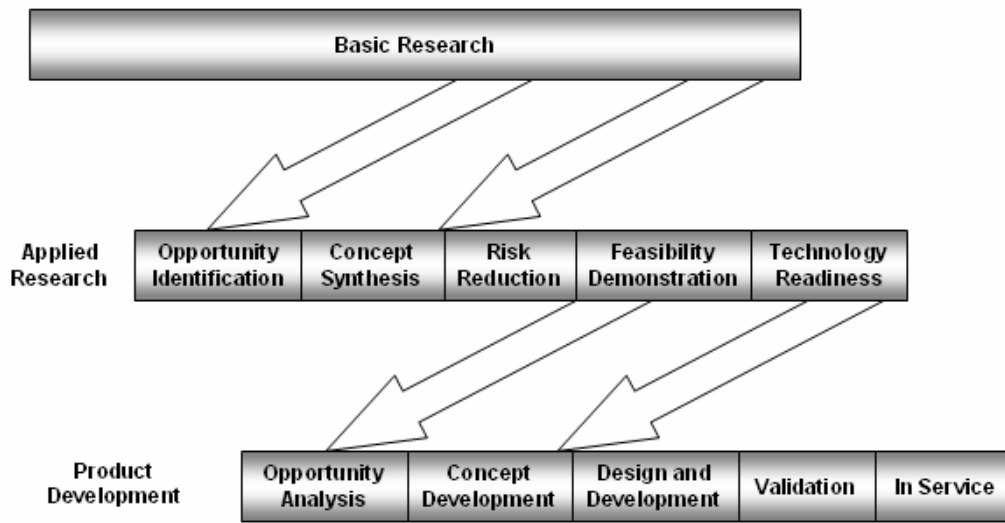 Basic Research
Applied
Research
Opportunity
Identification
Concept
Synthesis
Risk
Reduction
Feasibility
Demonstration
Technology
Readiness
Product
Development
Opportunity
Analysis
Concept
Development
Design and
Development
Validation
In Service